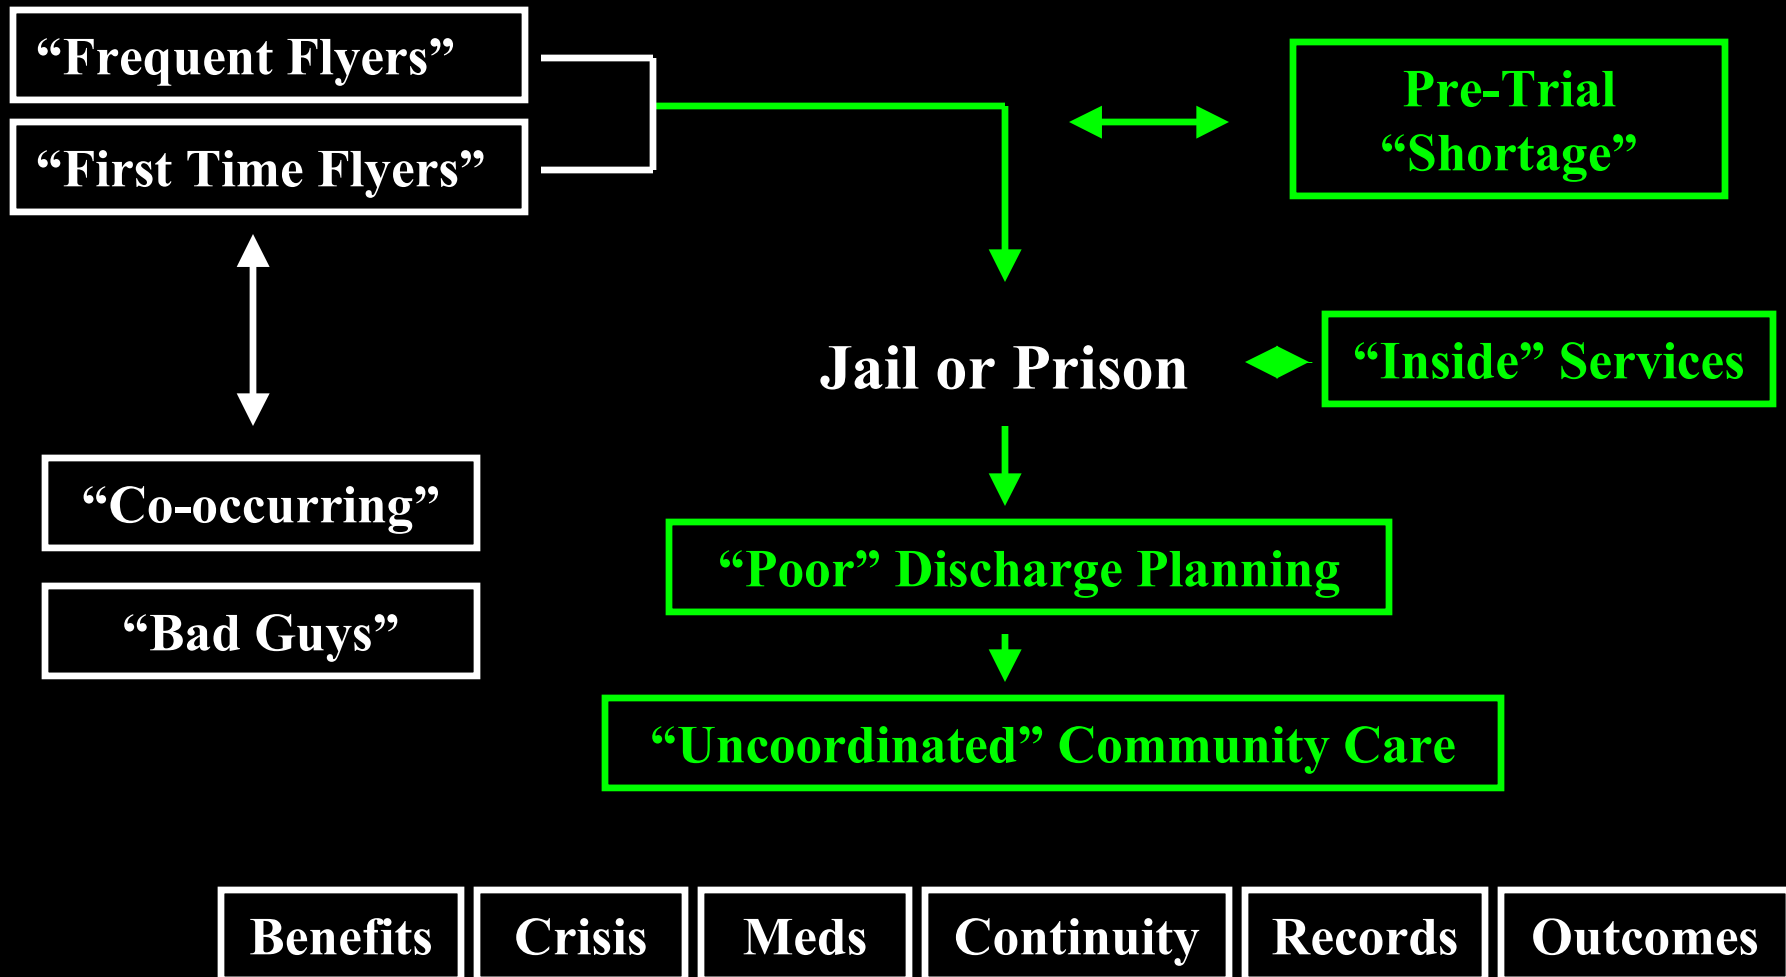 “Frequent Flyers”
“First Time Flyers”
Pre-Trial
“Shortage”
Jail or Prison
“Inside” Services
“Co-occurring”
“Bad Guys”
“Poor” Discharge Planning
“Uncoordinated” Community Care
Benefits
Crisis
Meds
Continuity
Records
Outcomes